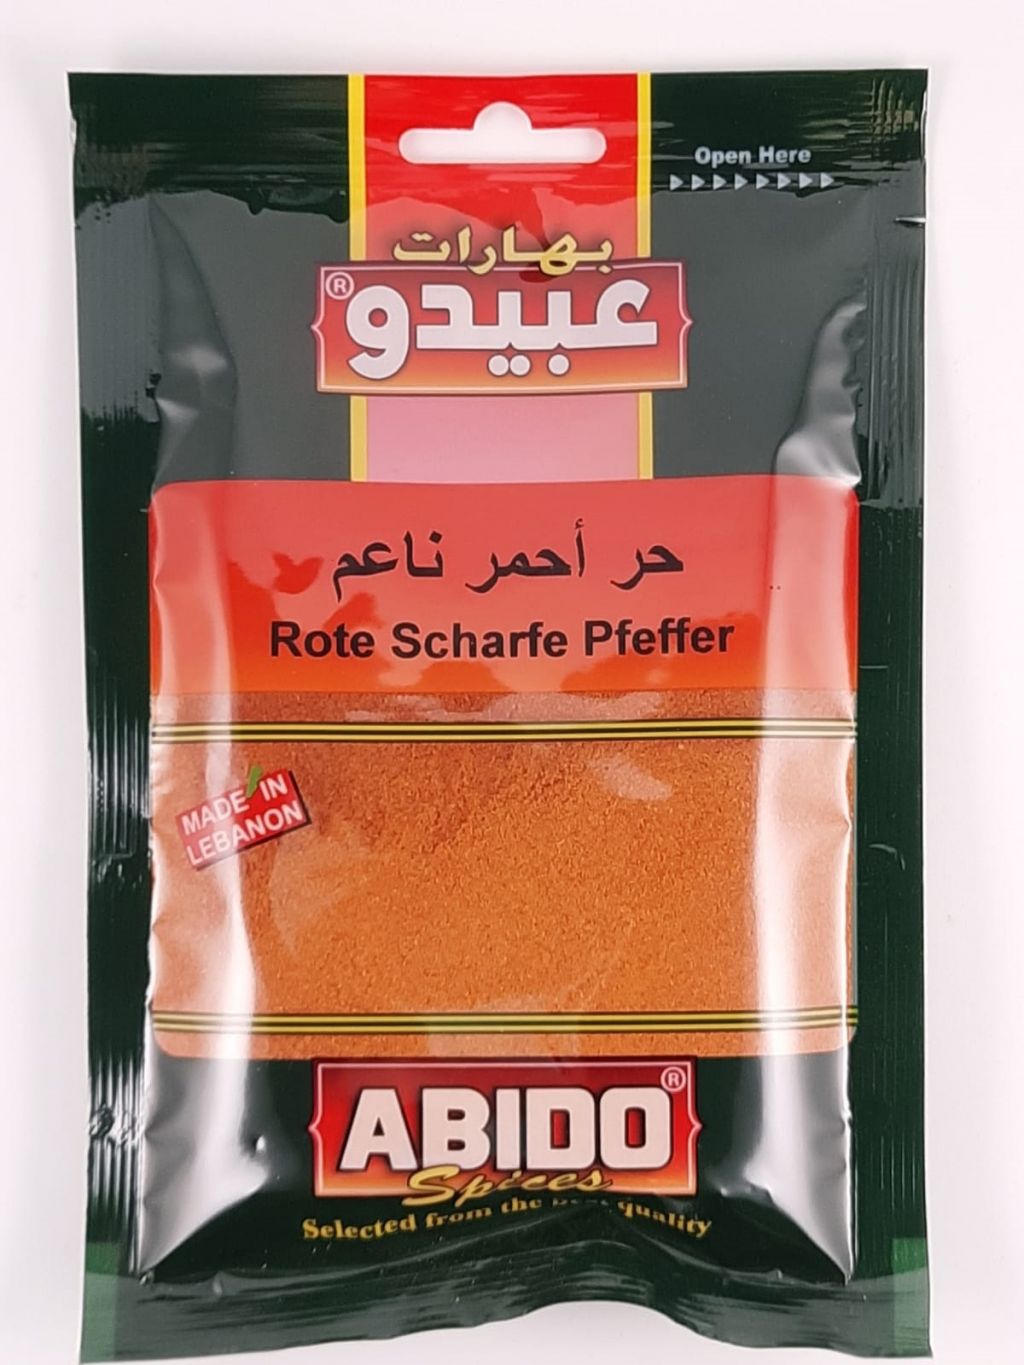 Open Here
بهارات
عبيدو ®
حر أحمر ناعم
Rote Scharfe Pfeffer
MADE IN
LEBANON
ABIDO ®
Spices
Selected from the best quality